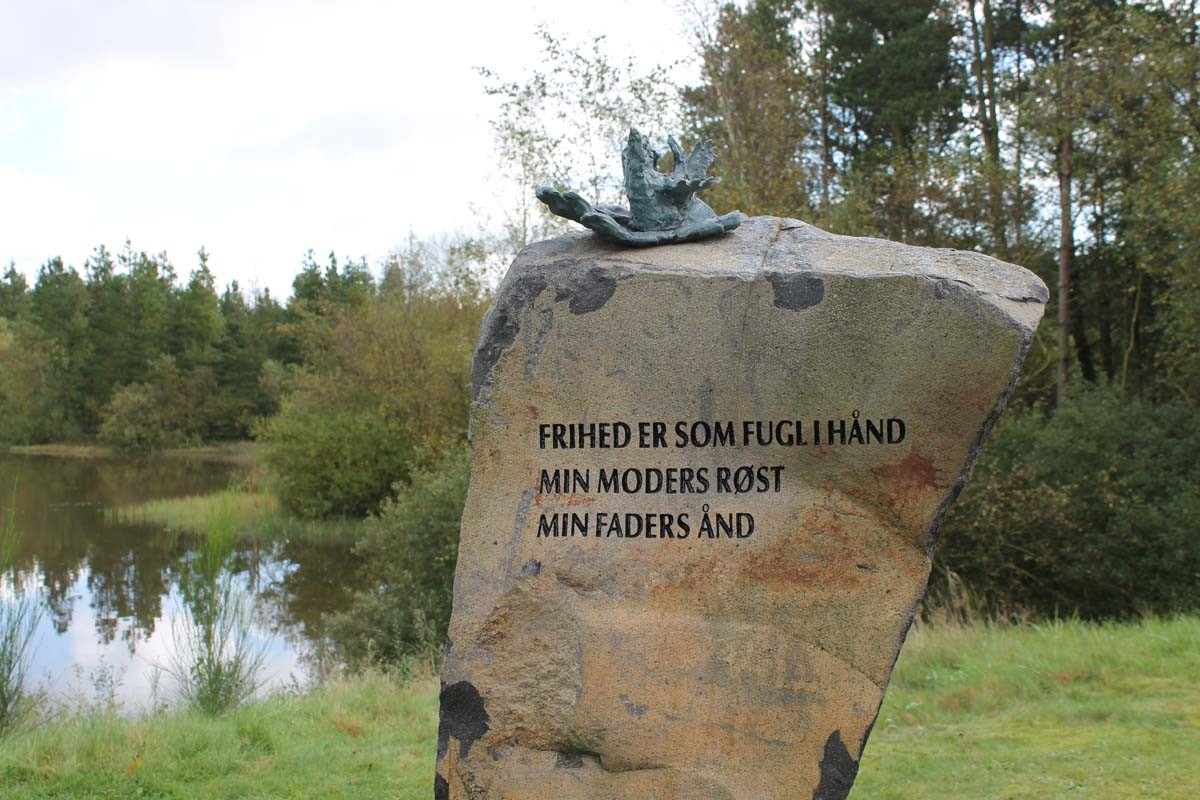 FRIHED ER SOM FUGL I HÅND
MIN MODERS RØST
MIN FADERS ÅND